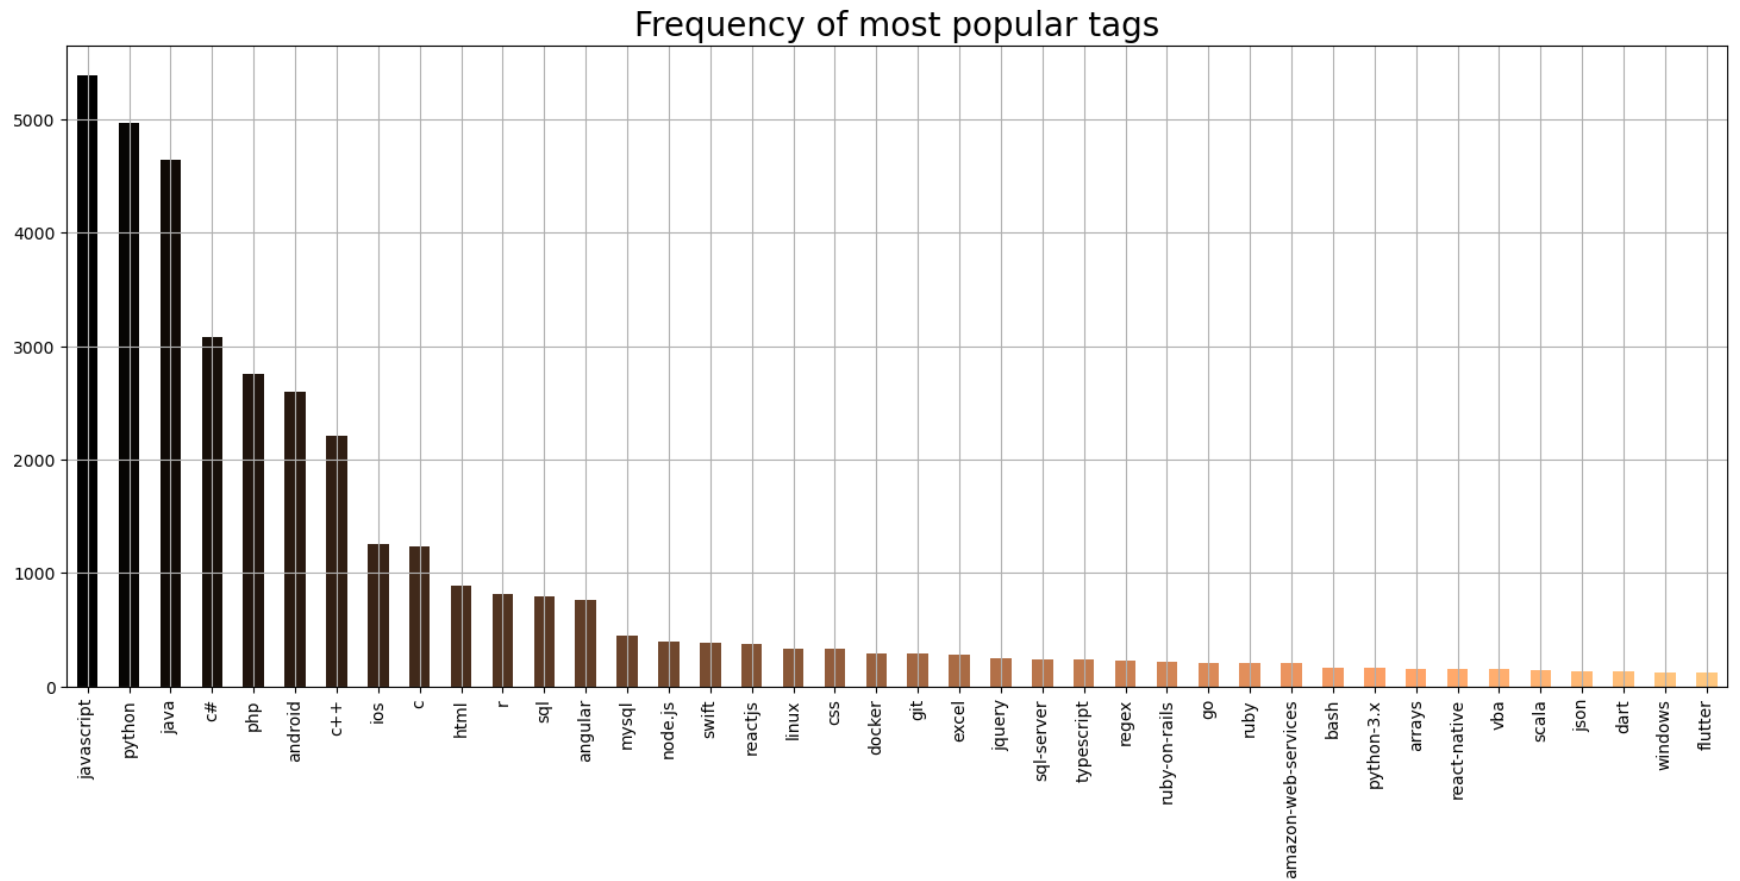 Frequency of most popular tags
5000
4000
3000
2000
1000
0
javascript
python
java
c#
php
android
c++
ios
c
html
r
sql
angular
mysql
node.js
swift
reactjs
linux
css
docker
git
excel
jquery
sql-server
typescript
regex
ruby-on-rails
go
ruby
amazon-web-services
bash
python-3.x
arrays
react-native
vba
scala
json
dart
windows
flutter